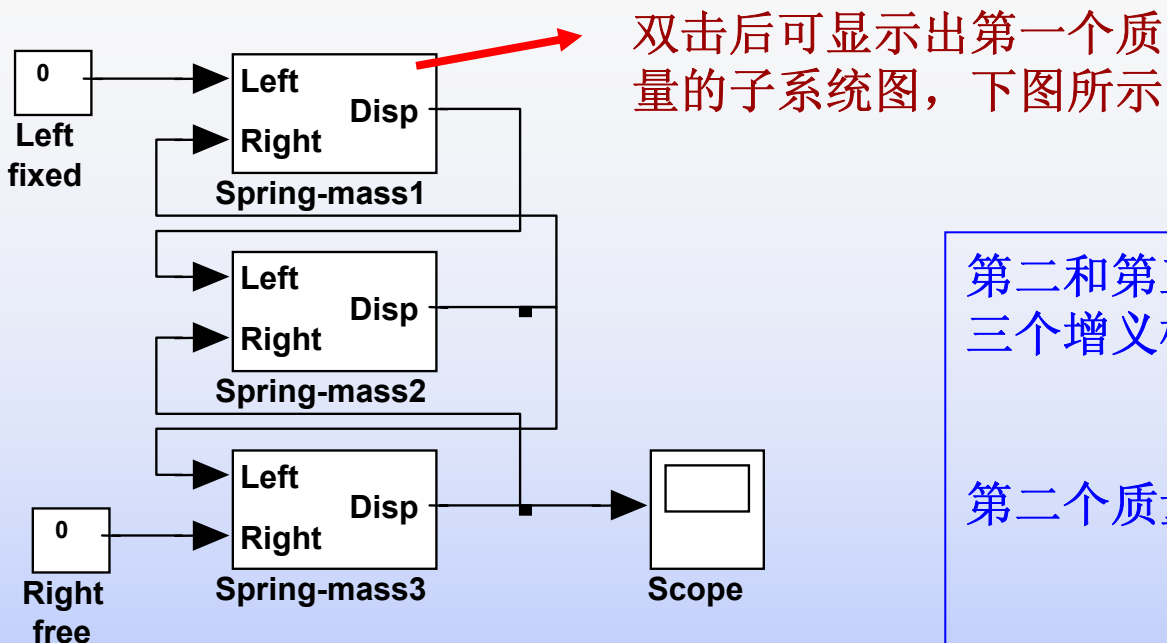 双击后可显示出第一个质
量的子系统图，下图所示
0
Left
fixed
Left
Right
Disp
Spring-mass1
Left
Right
Disp
Spring-mass2
Left
Right
Disp
Spring-mass3
0
Right
free
Scope
第二和第
三个增义
第二个质